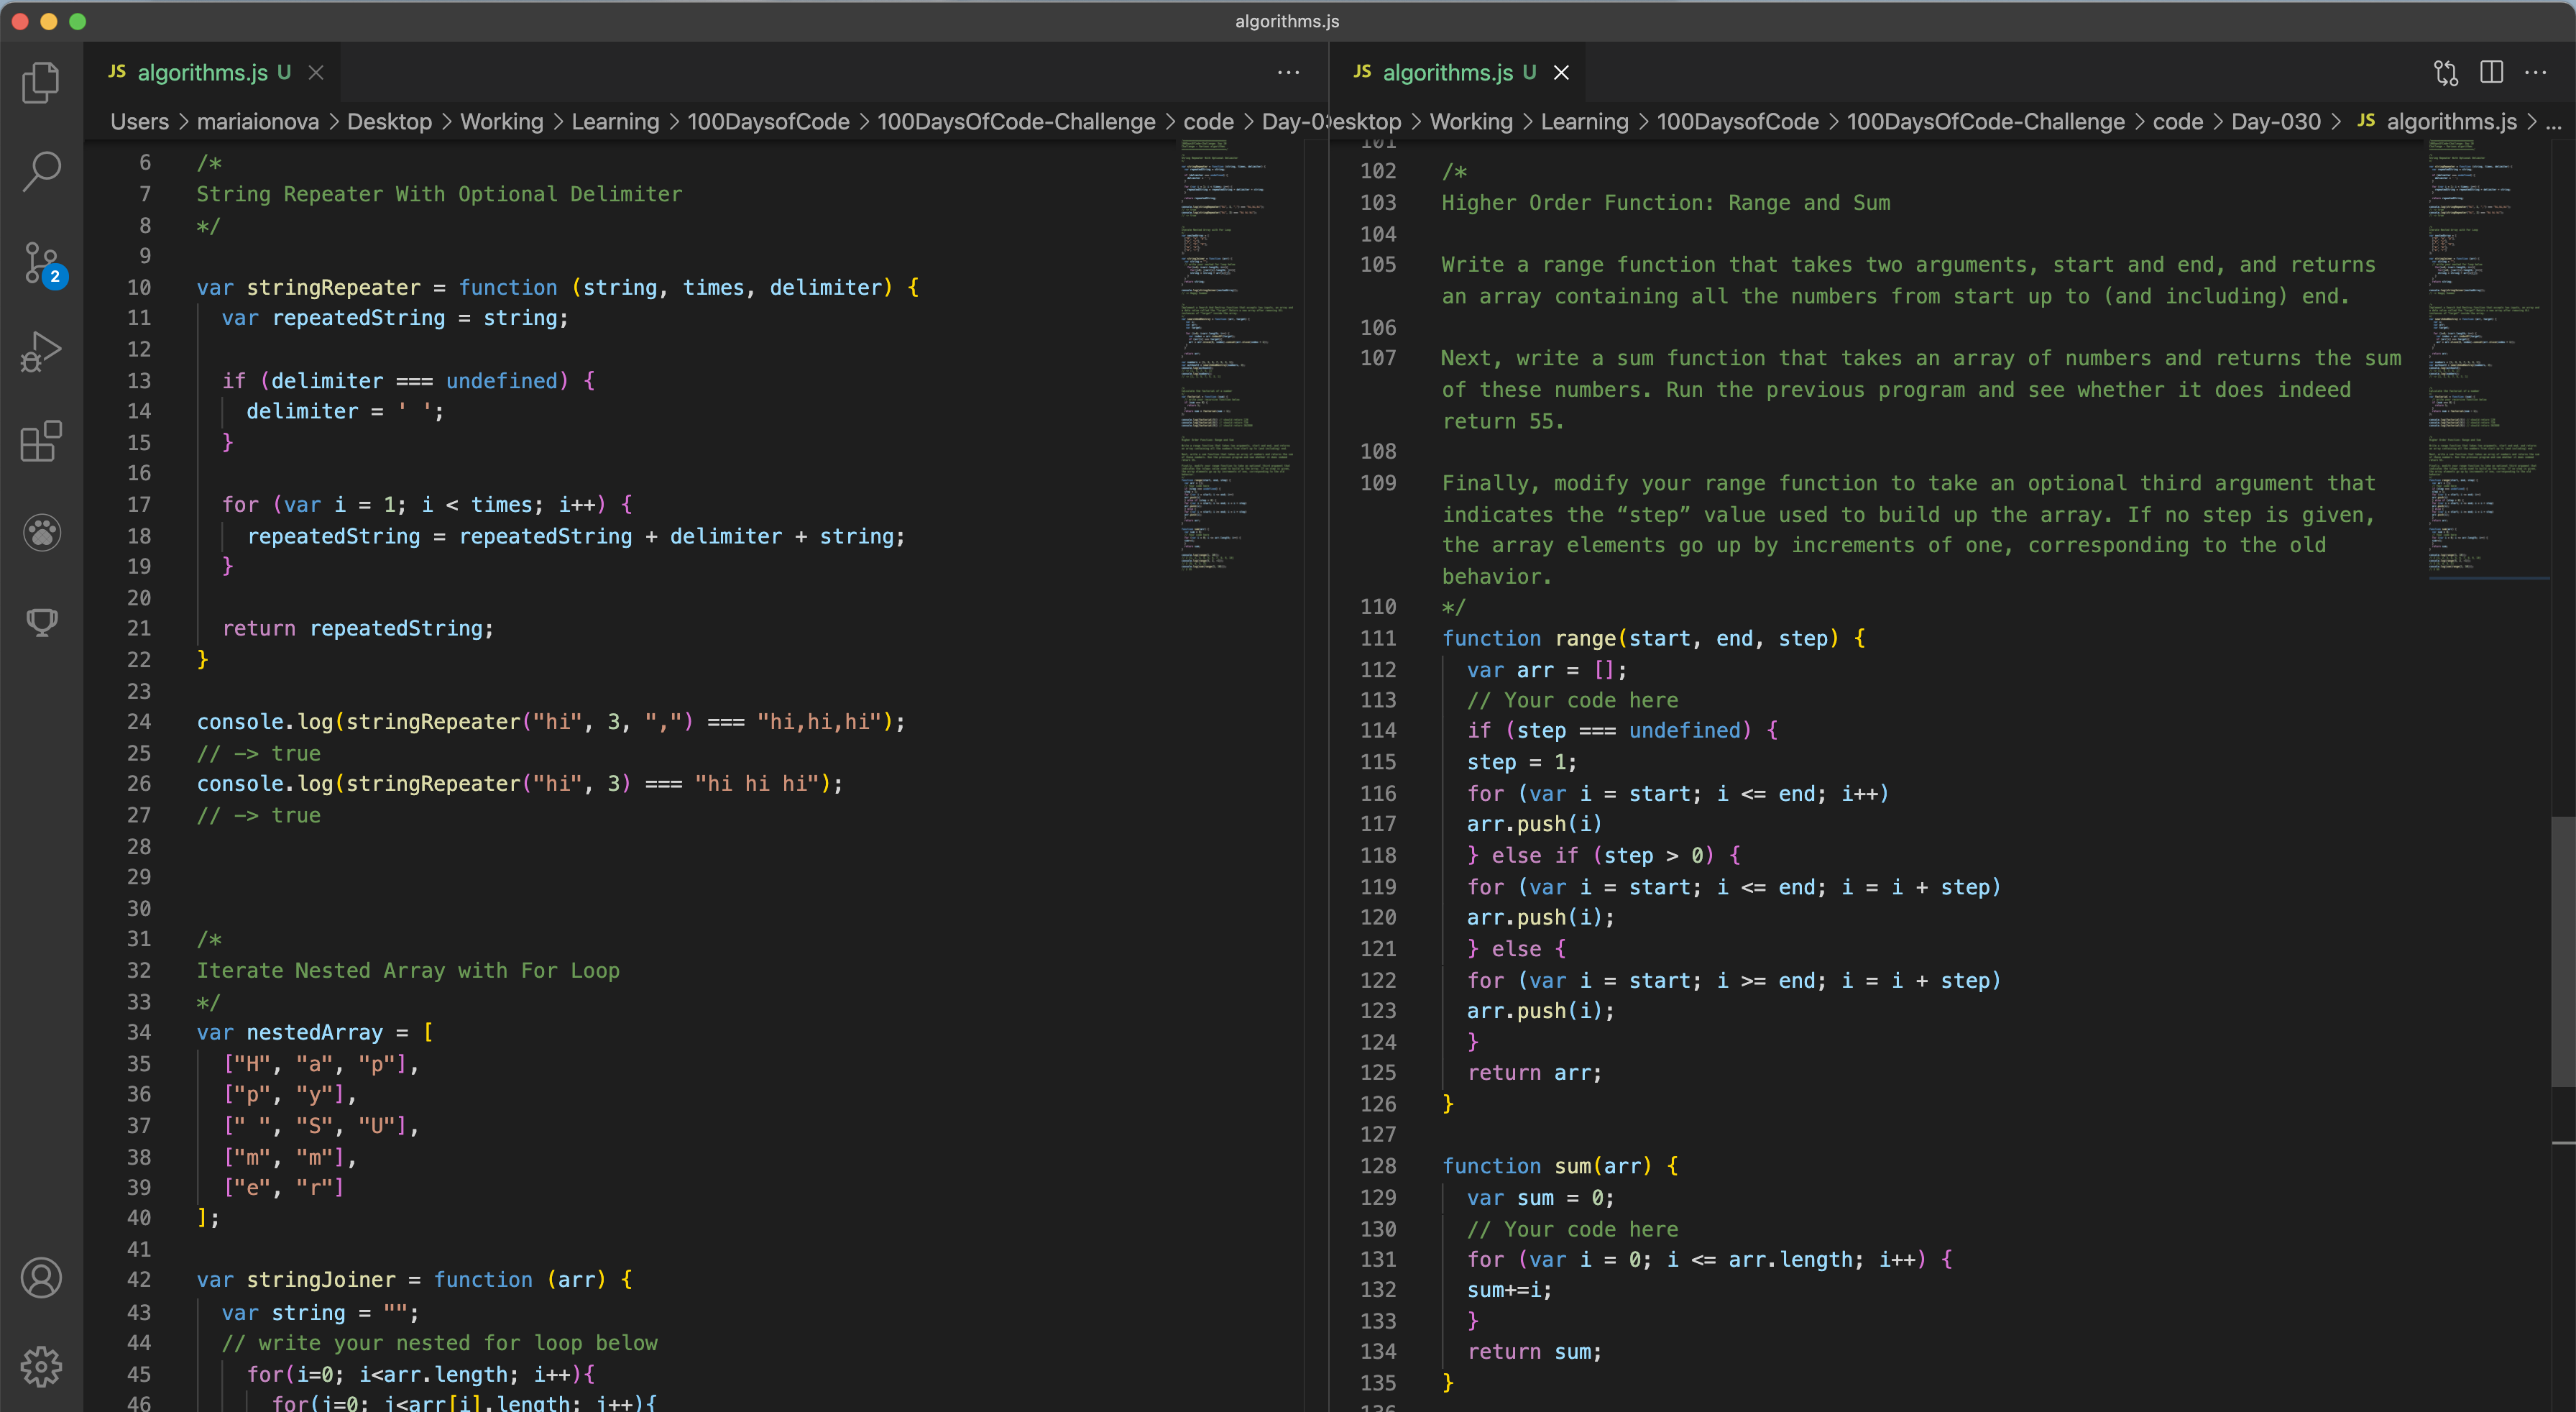 algorithms.js
JS algorithms.js U
Users > mariaionova > Desktop > Working > Learning > 100DaysofCode > 100DaysOfCode-Challenge > code > Day-0
2
6 /*
7 String Repeater With Optional Delimiter
8 */
9
10 var stringRepeater = function (string, times, delimiter) {
11 var repeatedString = string;
12
13 if (delimiter === undefined) {
14 delimiter = ' ';
15 }
16
17 for (var i = 1; i < times; i++) {
18 repeatedString = repeatedString + delimiter + string;
19 }
20
21 return repeatedString;
22 }
23
24 console.log(stringRepeater("hi", 3, ",") === "hi,hi,hi");
25 // -> true
26 console.log(stringRepeater("hi", 3) === "hi hi hi");
27 // -> true
28
29
30
31 /*
32 Iterate Nested Array with For Loop
33 */
34 var nestedArray = [
35 ["H", "a", "p"],
36 ["p", "y"],
37 [" ", "S", "U"],
38 ["m", "m"],
39 ["e", "r"]
40 ];
41
42 var stringJoiner = function (arr) {
43 var string = "";
44 // write your nested for loop below
45 for(i=0; i<arr.length; i++){
46 for(j=0; j<arr[i].length; j++){
JS algorithms.js U
esktop > Working > Learning > 100DaysofCode > 100DaysOfCode-Challenge > code > Day-030 > JS algorithms.js > ...
101
102 /*
103 Higher Order Function: Range and Sum
104
105 Write a range function that takes two arguments, start and end, and returns
an array containing all the numbers from start up to (and including) end.
106
107 Next, write a sum function that takes an array of numbers and returns the sum
of these numbers. Run the previous program and see whether it does indeed
return 55.
108
109 Finally, modify your range function to take an optional third argument that
indicates the “step” value used to build up the array. If no step is given,
the array elements go up by increments of one, corresponding to the old
behavior.
110 */
111 function range(start, end, step) {
112 var arr = [];
113 // Your code here
114 if (step === undefined) {
115 step = 1;
116 for (var i = start; i <= end; i++)
117 arr.push(i)
118 } else if (step > 0) {
119 for (var i = start; i <= end; i = i + step)
120 arr.push(i);
121 } else {
122 for (var i = start; i >= end; i = i + step)
123 arr.push(i);
124 }
125 return arr;
126 }
127
128 function sum(arr) {
129 var sum = 0;
130 // Your code here
131 for (var i = 0; i <= arr.length; i++) {
132 sum+=i;
133 }
134 return sum;
135 }
136